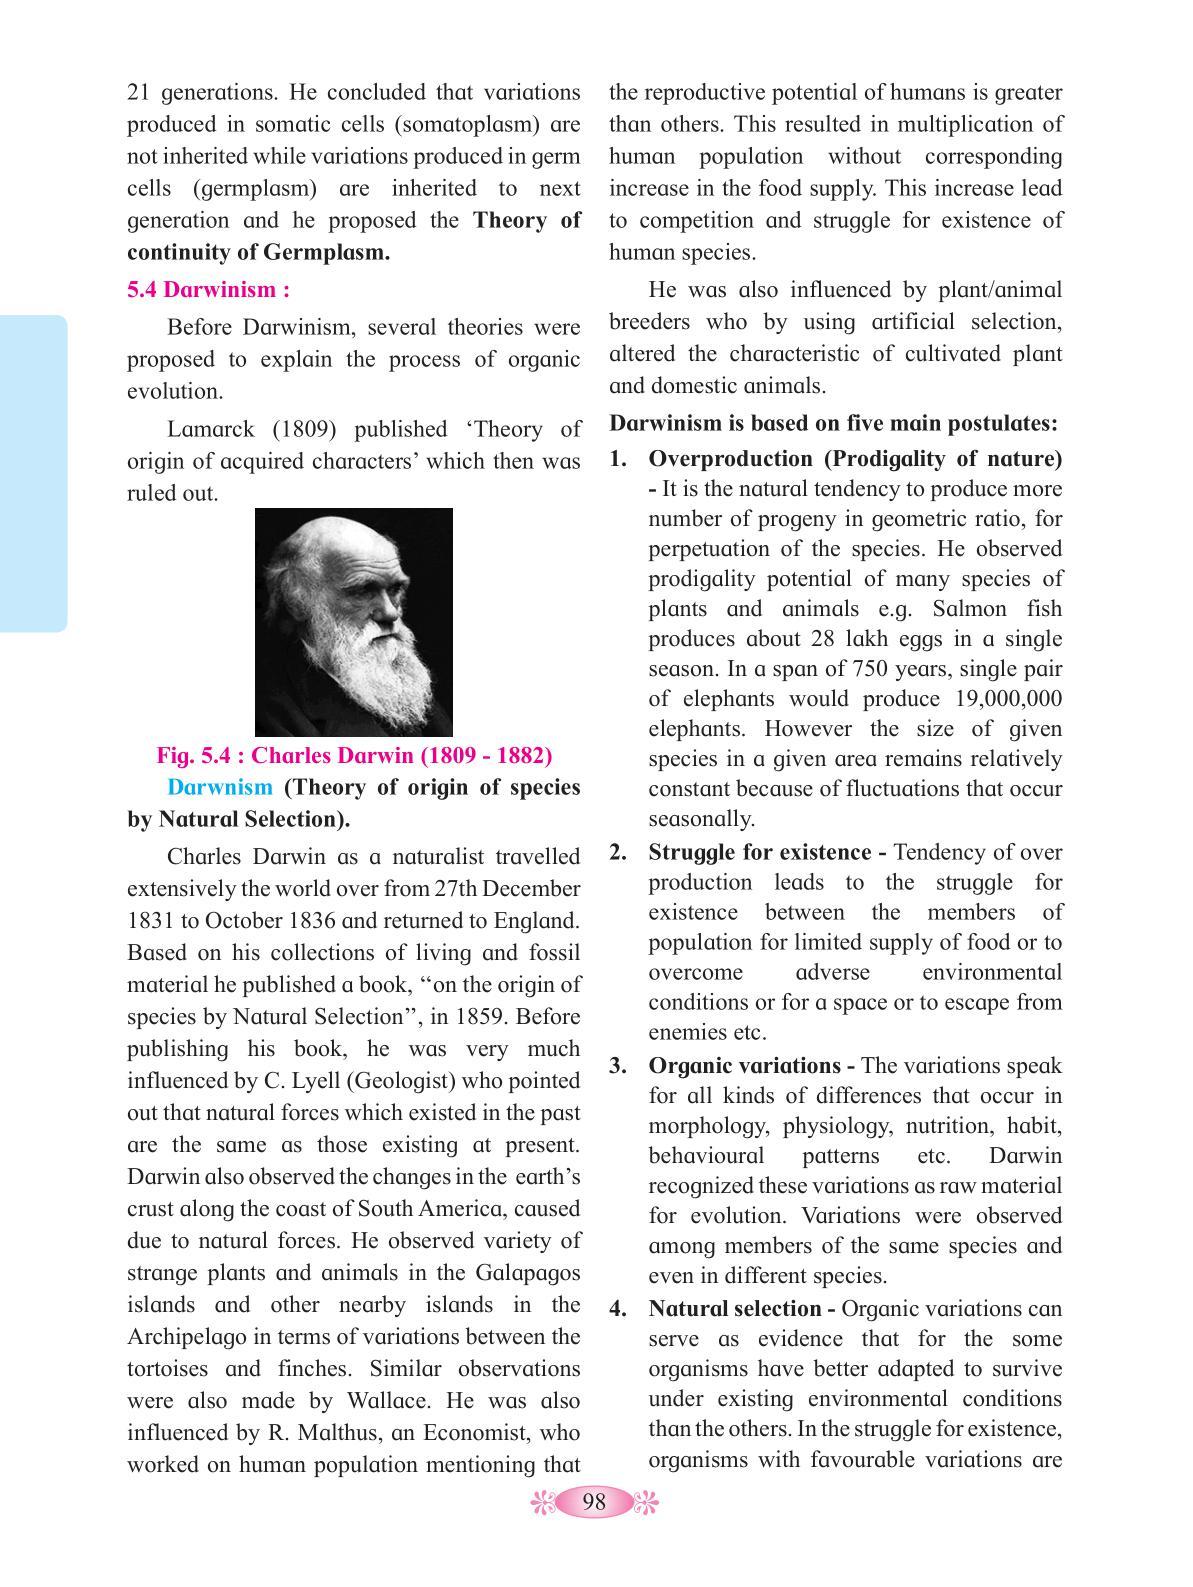 21 generations. He concluded that variations
produced in somatic cells (somatoplasm) are
not inherited while variations produced in germ
cells (germplasm) are inherited to next
generation and he proposed the Theory of
continuity of Germplasm.
5.4 Darwinism :
Before Darwinism, several theories were
proposed to explain the process of organic
evolution.
Lamarck (1809) published ‘Theory of
origin of acquired characters’ which then was
ruled out.
Fig. 5.4 : Charles Darwin (1809 - 1882)
Darwnism (Theory of origin of species
by Natural Selection).
Charles Darwin as a naturalist travelled
extensively the world over from 27th December
1831 to October 1836 and returned to England.
Based on his collections of living and fossil
material he published a book, “on the origin of
species by Natural Selection”, in 1859. Before
publishing his book, he was very much
influenced by C. Lyell (Geologist) who pointed
out that natural forces which existed in the past
are the same as those existing at present.
Darwin also observed the changes in the earth’s
crust along the coast of South America, caused
due to natural forces. He observed variety of
strange plants and animals in the Galapagos
islands and other nearby islands in the
Archipelago in terms of variations between the
tortoises and finches. Similar observations
were also made by Wallace. He was also
influenced by R. Malthus, an Economist, who
worked on human population mentioning that
the reproductive potential of humans is greater
than others. This resulted in multiplication of
human population without corresponding
increase in the food supply. This increase lead
to competition and struggle for existence of
human species.
He was also influenced by plant/animal
breeders who by using artificial selection,
altered the characteristic of cultivated plant
and domestic animals.
Darwinism is based on five main postulates:
1. Overproduction (Prodigality of nature)
- It is the natural tendency to produce more
number of progeny in geometric ratio, for
perpetuation of the species. He observed
prodigality potential of many species of
plants and animals e.g. Salmon fish
produces about 28 lakh eggs in a single
season. In a span of 750 years, single pair
of elephants would produce 19,000,000
elephants. However the size of given
species in a given area remains relatively
constant because of fluctuations that occur
seasonally.
2. Struggle for existence - Tendency of over
production leads to the struggle for
existence between the members of
population for limited supply of food or to
overcome adverse environmental
conditions or for a space or to escape from
enemies etc.
3. Organic variations - The variations speak
for all kinds of differences that occur in
morphology, physiology, nutrition, habit,
behavioural patterns etc. Darwin
recognized these variations as raw material
for evolution. Variations were observed
among members of the same species and
even in different species.
4. Natural selection - Organic variations can
serve as evidence that for the some
organisms have better adapted to survive
under existing environmental conditions
than the others. In the struggle for existence,
organisms with favourable variations are
98